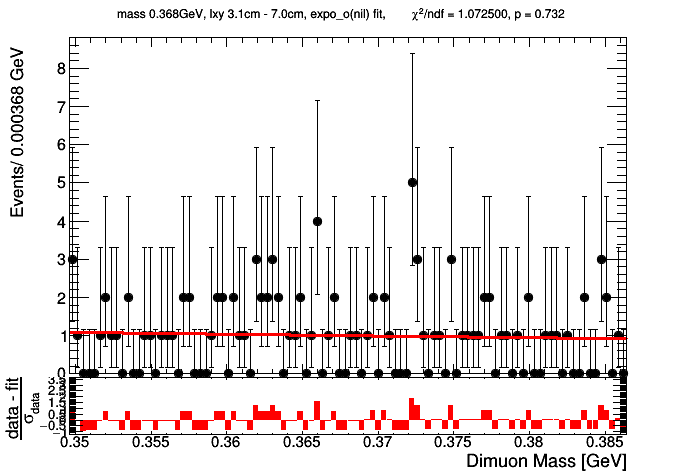 mass 0.368GeV, lxy 3.1cm - 7.0cm, expo_o(nil) fit, χ²/ndf = 1.072500, p = 0.732
Events/ 0.000368 GeV
8
7
6
5
4
3
2
1
0
data - fit
σdata
3.5
0.35 0.355 0.36 0.365 0.37 0.375 0.38 0.385
Dimuon Mass [GeV]